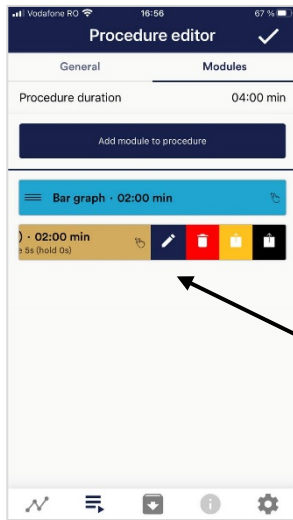 Vodafone RO 16:56 67 %
Procedure editor
General Modules
Procedure duration 04:00 min
Add module to procedure
Bar graph · 02:00 min
) · 02:00 min
e 5s (hold 0s)